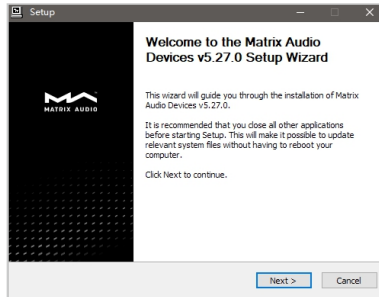 Setup
Welcome to the Matrix Audio
Devices v5.27.0 Setup Wizard
MATRIX AUDIO
This wizard will guide you through the installation of Matrix
Audio Devices v5.27.0.
It is recommended that you close all other applications
before starting Setup. This will make it possible to update
relevant system files without having to reboot your
computer.
Click Next to continue.
Next >
Cancel